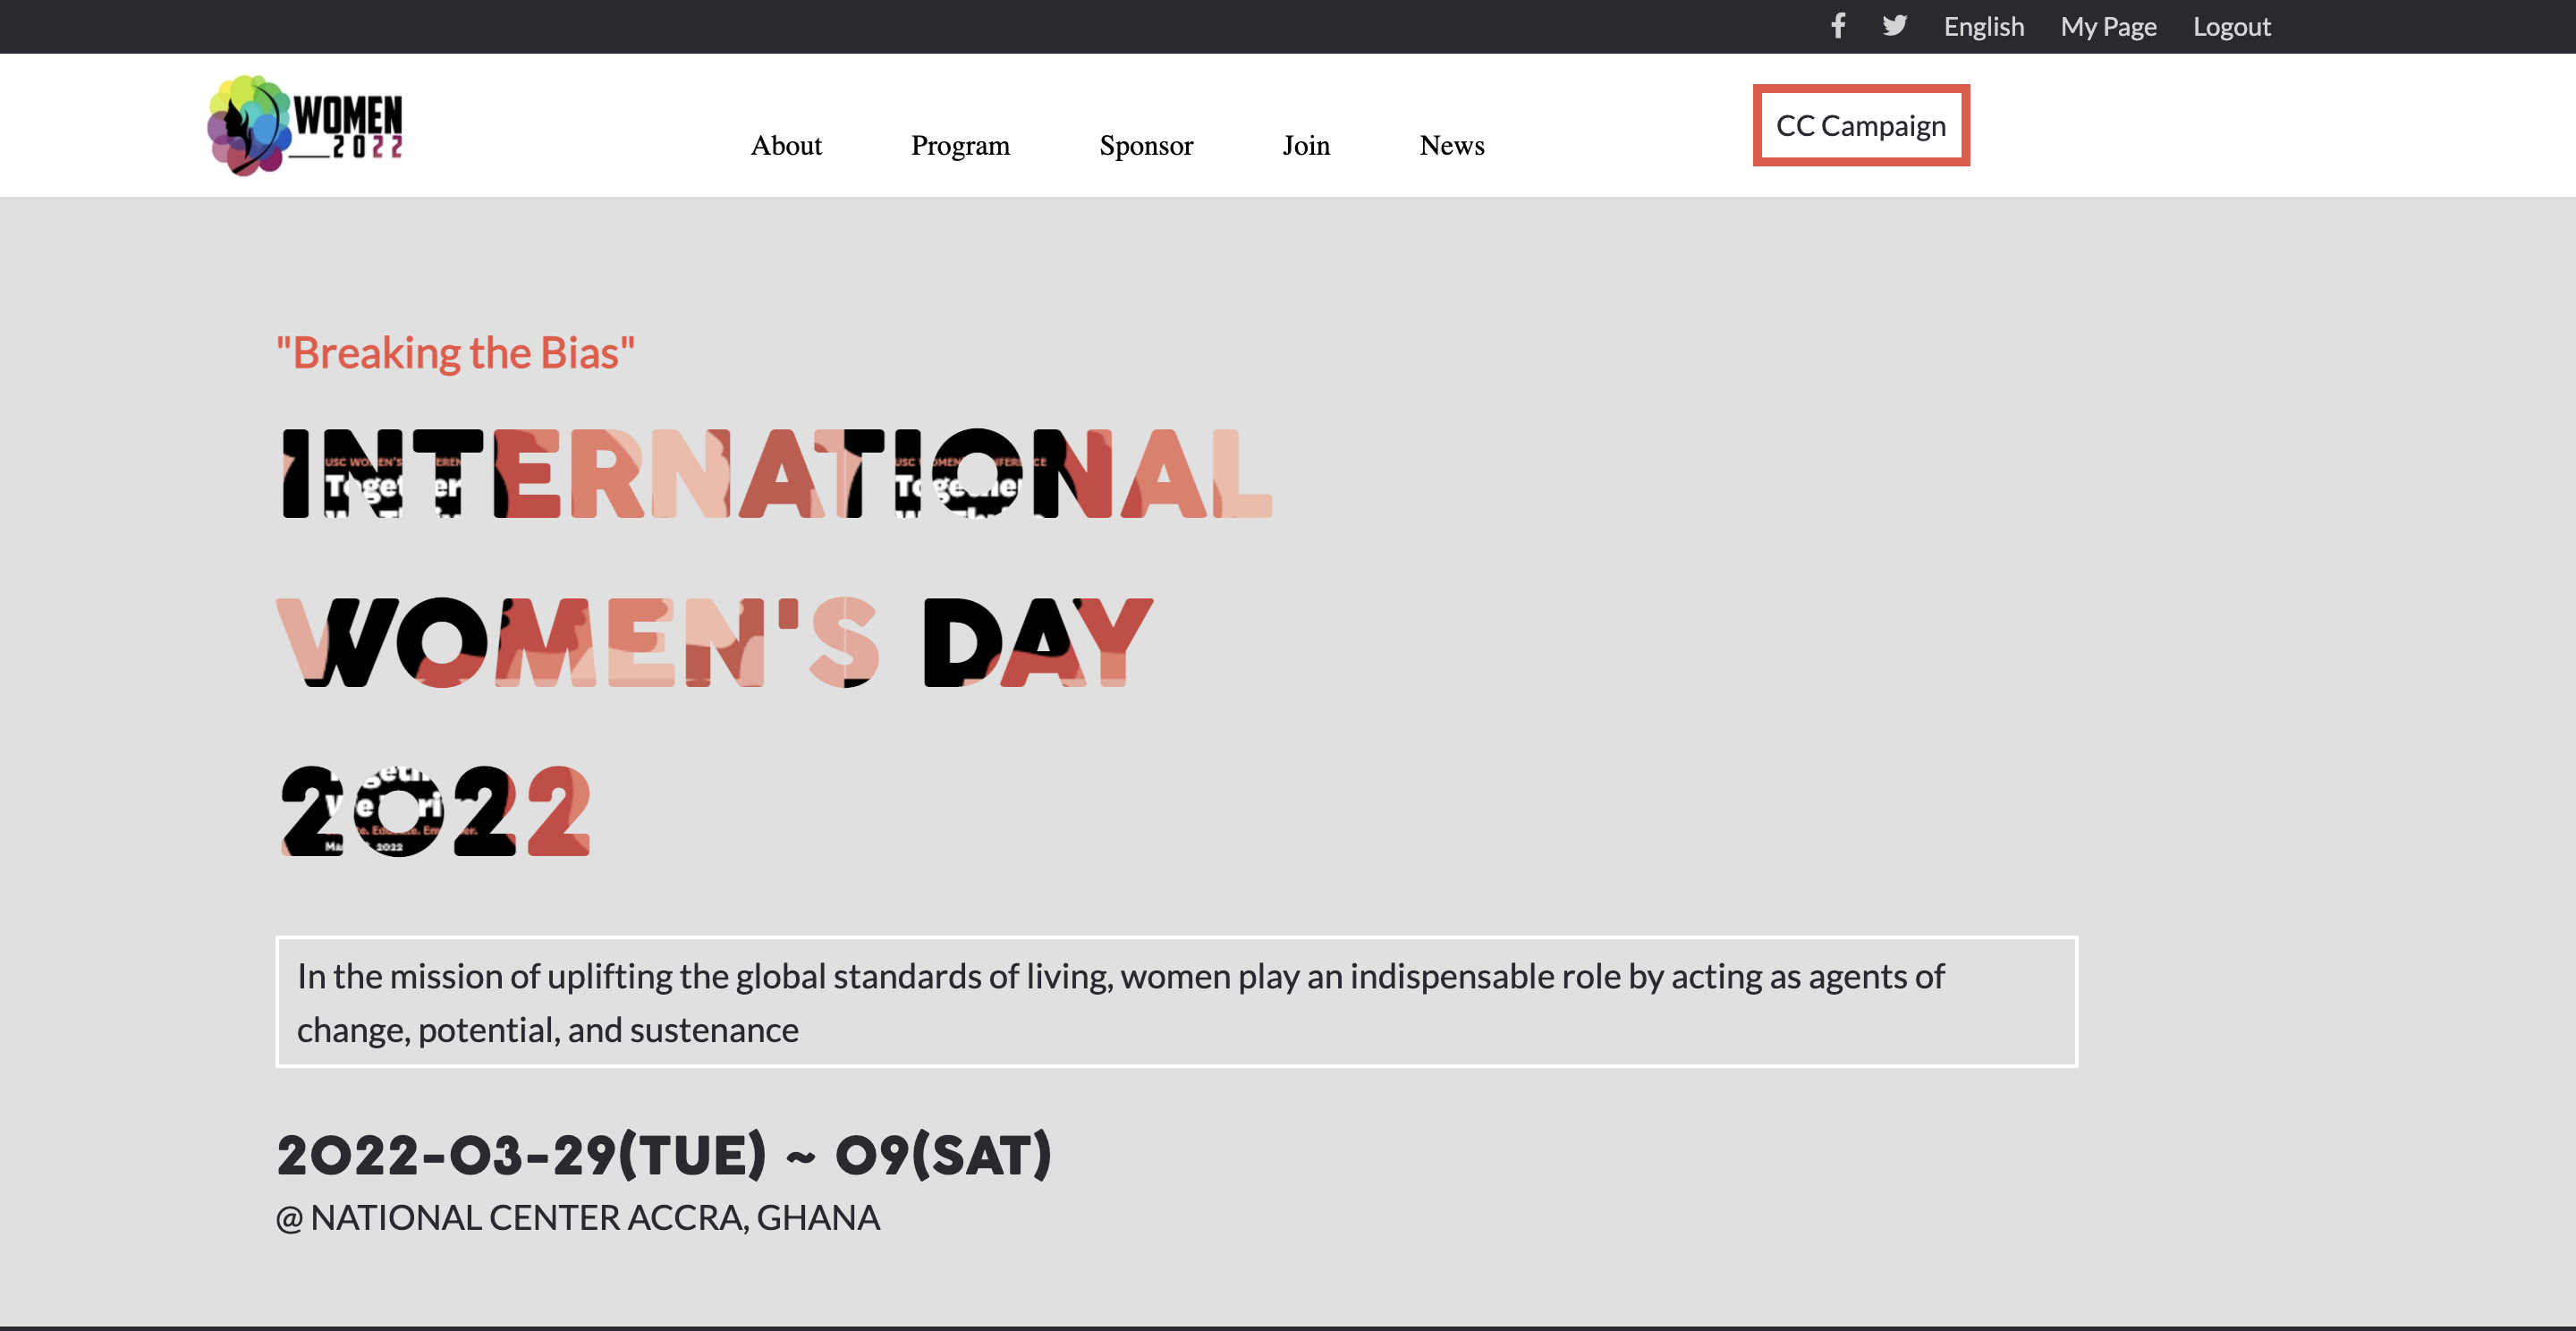 English My Page Logout
WOMEN
2022
About Program Sponsor Join News
CC Campaign
"Breaking the Bias"
INTERNATIONAL
WOMEN'S DAY
2022
In the mission of uplifting the global standards of living, women play an indispensable role by acting as agents of
change, potential, and sustenance
2022-03-29(TUE) ~ 09(SAT)
@ NATIONAL CENTER ACCRA, GHANA